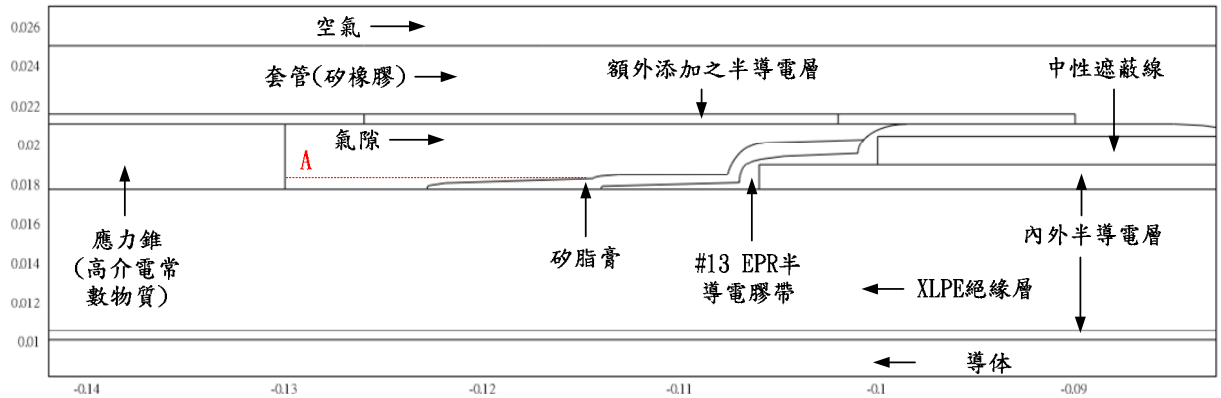 0.026
空氣
0.024
套管(矽橡膠)
額外添加之半導電層
中性遮蔽線
0.022
0.02
氣隙
A
0.018
0.016
應力錐
(高介電常
數物質)
矽脂膏
#13 EPR半
導電膠帶
內外半導電層
0.014
0.012
XLPE絕緣層
0.01
導体
-0.14
-0.13
-0.12
-0.11
-0.1
-0.09